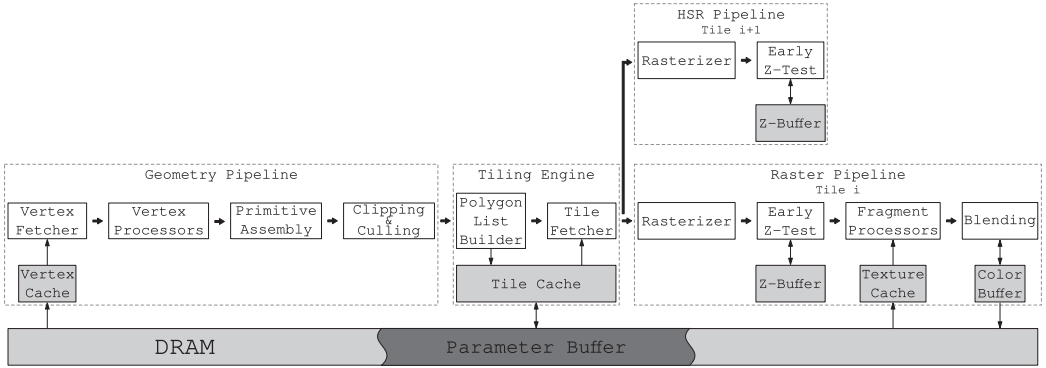 HSR Pipeline
Tile i+1
Rasterizer
Early
Z-Test
Z-Buffer
Geometry Pipeline
Vertex
Fetcher
Vertex
Processors
Primitive
Assembly
Clipping
&
Culling
Vertex
Cache
Tiling Engine
Polygon
List
Builder
Tile
Fetcher
Tile Cache
Raster Pipeline
Tile i
Rasterizer
Early
Z-Test
Fragment
Processors
Blending
Z-Buffer
Texture
Cache
Color
Buffer
DRAM
Parameter Buffer